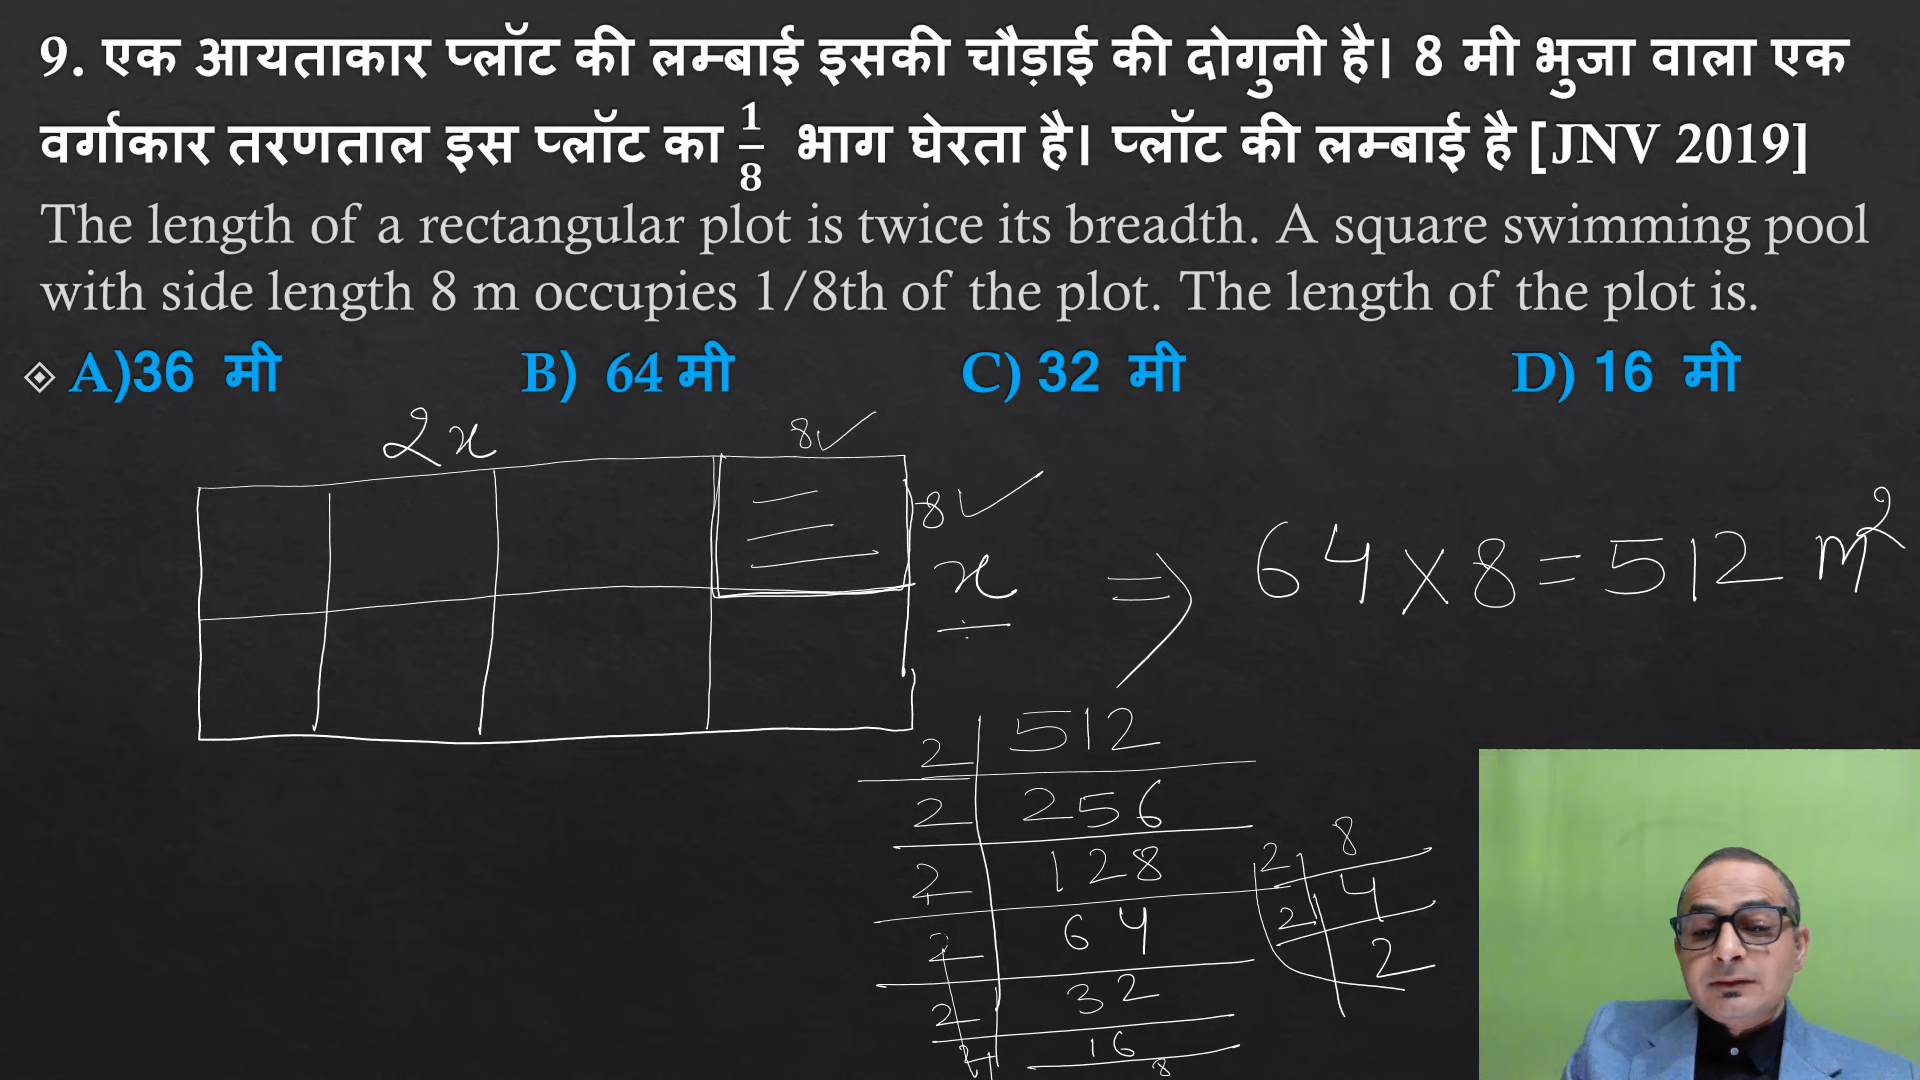 9. एक आयताकार प्लॉट की लम्बाई इसकी चौड़ाई की दोगुनी है। 8 मी भुजा वाला एक
वर्गाकार तरणताल इस प्लॉट का 1/8 भाग घेरता है। प्लॉट की लम्बाई है [JNV 2019]
The length of a rectangular plot is twice its breadth. A square swimming pool
with side length 8 m occupies 1/8th of the plot. The length of the plot is.
A)36 मी B) 64 मी C) 32 मी D) 16 मी
2x 8
8
x
⇒ 64 × 8 = 512 m²
2 512
2 256
2 128
2 64
2 32
2 16
8
2 8
2 4
2